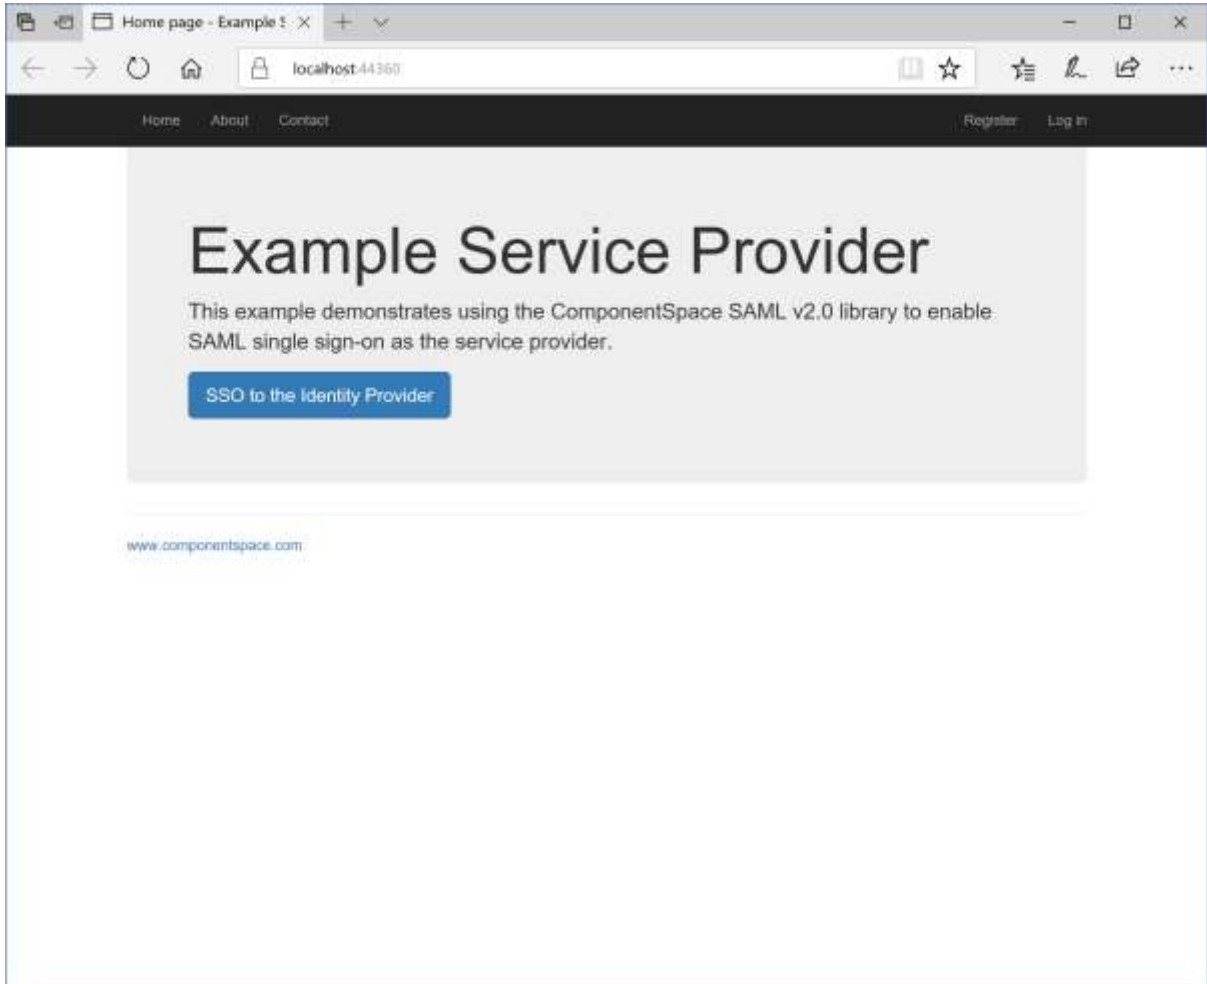 Home page - Example S
localhost:44360
Home About Contact Register Log in
Example Service Provider
This example demonstrates using the ComponentSpace SAML v2.0 library to enable
SAML single sign-on as the service provider.
SSO to the Identity Provider
www.componentspace.com